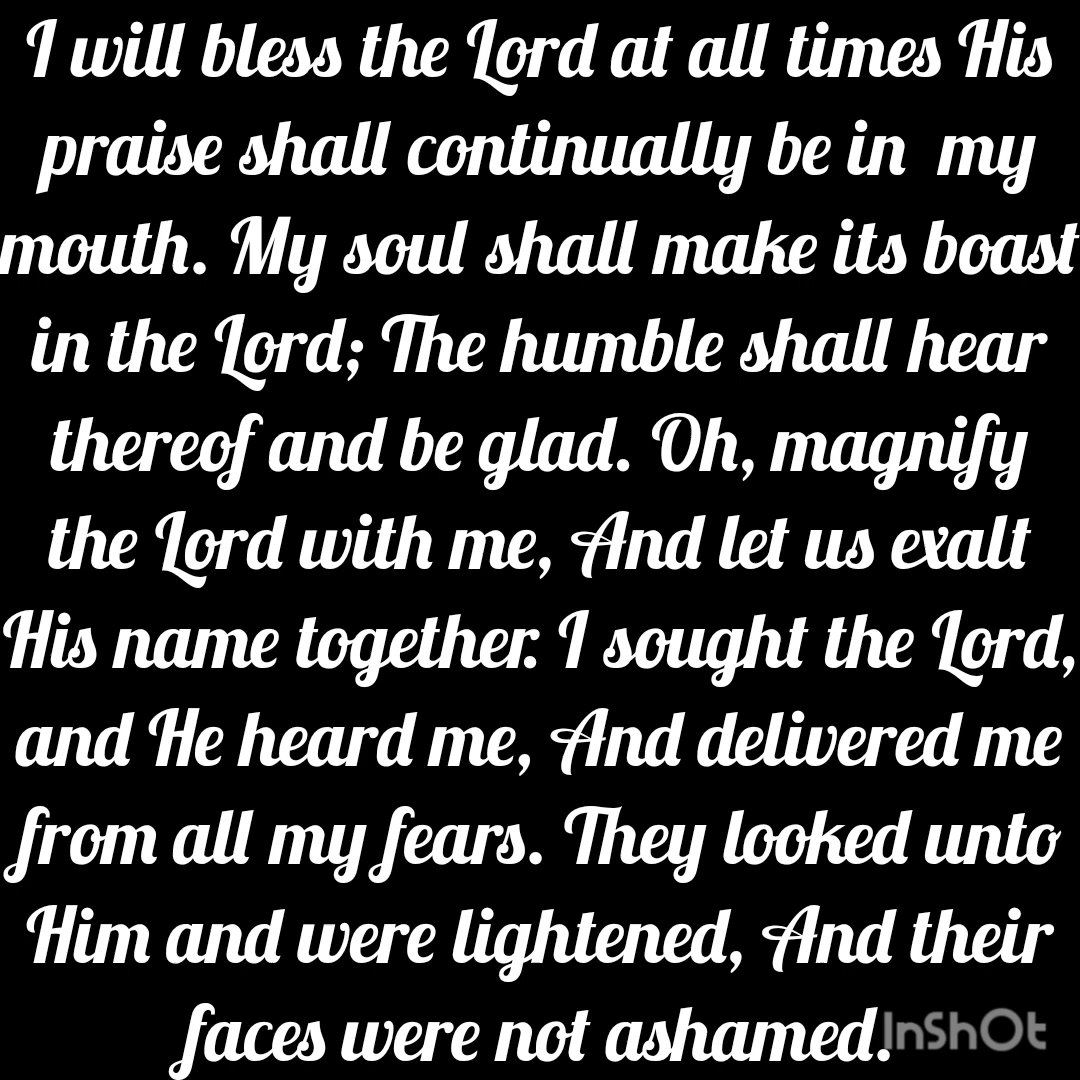 I will bless the Lord at all times His
praise shall continually be in  my
mouth. My soul shall make its boast
in the Lord; The humble shall hear
thereof and be glad. Oh, magnify
the Lord with me, And let us exalt
His name together. I sought the Lord,
and He heard me, And delivered me
from all my fears. They looked unto
Him and were lightened, And their
faces were not ashamed.
InShOt